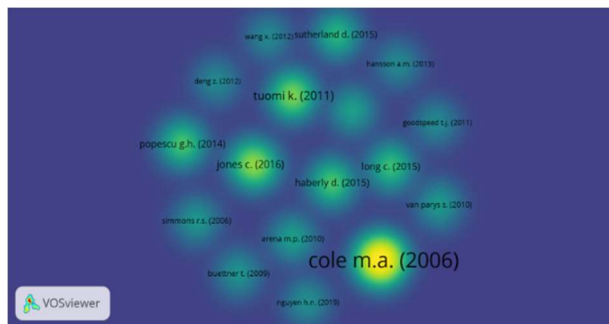 wang x. (2012)
sutherland d. (2015)
hansson a.m. (2013)
deng z. (2012)
tuomi k. (2011)
goodspeed t.j. (2011)
popescu g.h. (2014)
jones c. (2016)
long c. (2015)
haberly d. (2015)
van parys s. (2010)
simmons r.s. (2006)
arena m.p. (2010)
cole m.a. (2006)
buettner t. (2009)
nguyen h.n. (2019)
VOSviewer